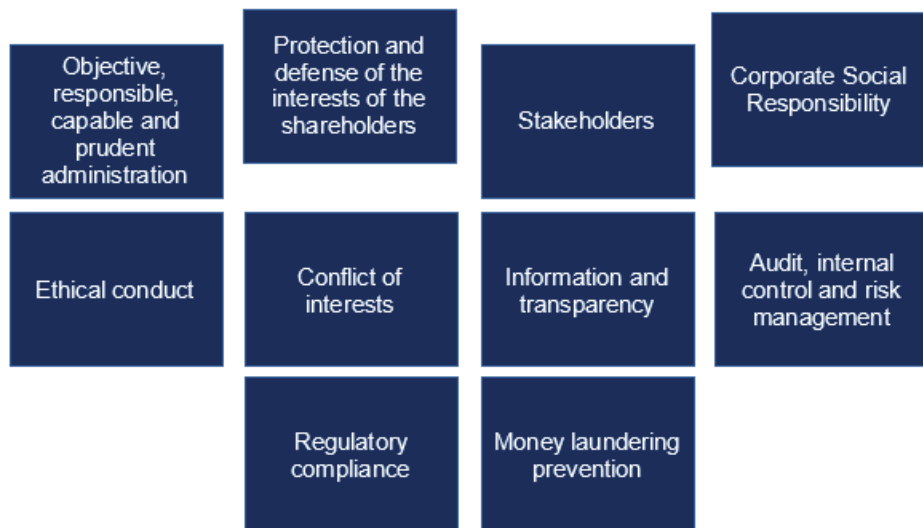 Objective,
responsible,
capable and
prudent
administration
Protection and
defense of the
interests of the
shareholders
Stakeholders
Corporate Social
Responsibility
Ethical conduct
Conflict of
interests
Information and
transparency
Audit, internal
control and risk
management
Regulatory
compliance
Money laundering
prevention